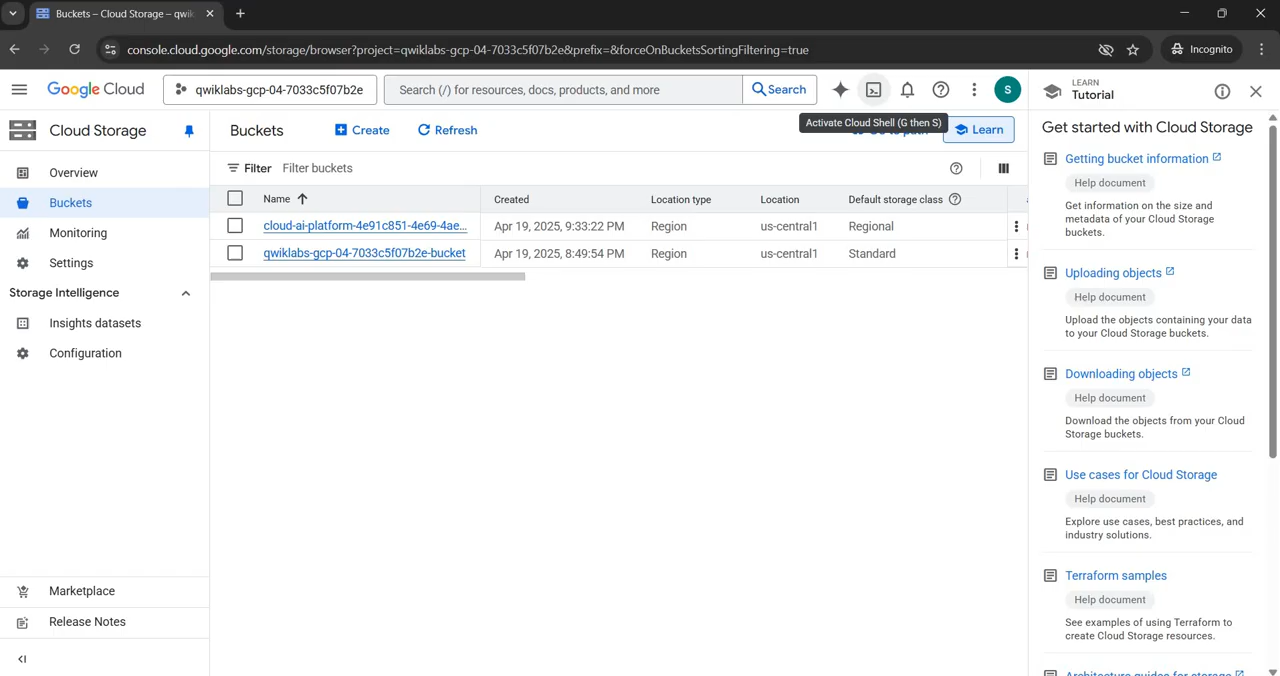 Buckets – Cloud Storage – qwik
console.cloud.google.com/storage/browser?project=qwiklabs-gcp-04-7033c5f07b2e&prefix=&forceOnBucketsSortingFiltering=true
Incognito
Google Cloud
qwiklabs-gcp-04-7033c5f07b2e
Search (/) for resources, docs, products, and more
Search
S
LEARN
Tutorial
Cloud Storage
Buckets
Create
Refresh
Activate Cloud Shell (G then S)
Learn
Get started with Cloud Storage
Overview
Buckets
Monitoring
Settings
Storage Intelligence
Insights datasets
Configuration
Marketplace
Release Notes
Filter
Filter buckets
Name
Created
Location type
Location
Default storage class
cloud-ai-platform-4e91c851-4e69-4ae...
Apr 19, 2025, 9:33:22 PM
Region
us-central1
Regional
qwiklabs-gcp-04-7033c5f07b2e-bucket
Apr 19, 2025, 8:49:54 PM
Region
us-central1
Standard
Getting bucket information
Help document
Get information on the size and
metadata of your Cloud Storage
buckets.
Uploading objects
Help document
Upload the objects containing your data
to your Cloud Storage buckets.
Downloading objects
Help document
Download the objects from your Cloud
Storage buckets.
Use cases for Cloud Storage
Help document
Explore use cases, best practices, and
industry solutions.
Terraform samples
Help document
See examples of using Terraform to
create Cloud Storage resources.
Architecture guides for storage